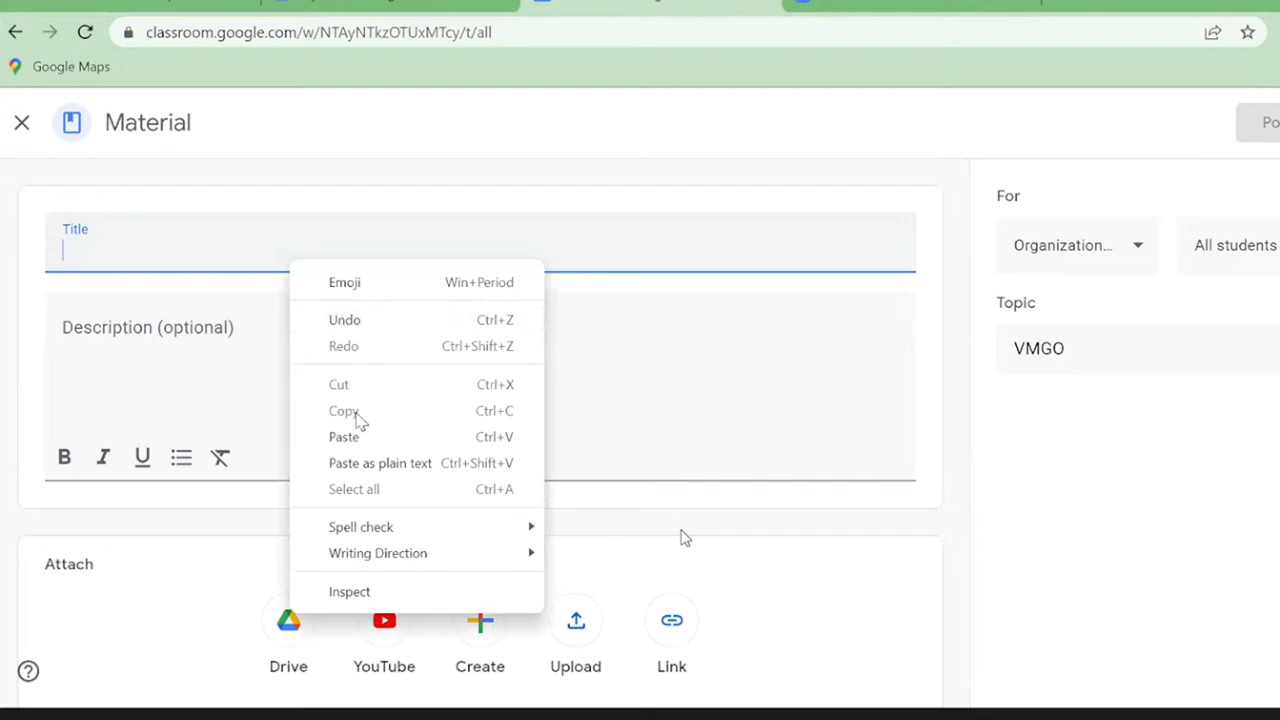 classroom.google.com/w/NTAyNTkzOTUxMTcy/t/all
Google Maps
Material
Po
Title
Description (optional)
Emoji Win+Period
Undo Ctrl+Z
Redo Ctrl+Shift+Z
Cut Ctrl+X
Copy Ctrl+C
Paste Ctrl+V
Paste as plain text Ctrl+Shift+V
Select all Ctrl+A
Spell check
Writing Direction
Inspect
B I U
For
Organization... All students
Topic
VMGO
Attach
Drive YouTube Create Upload Link